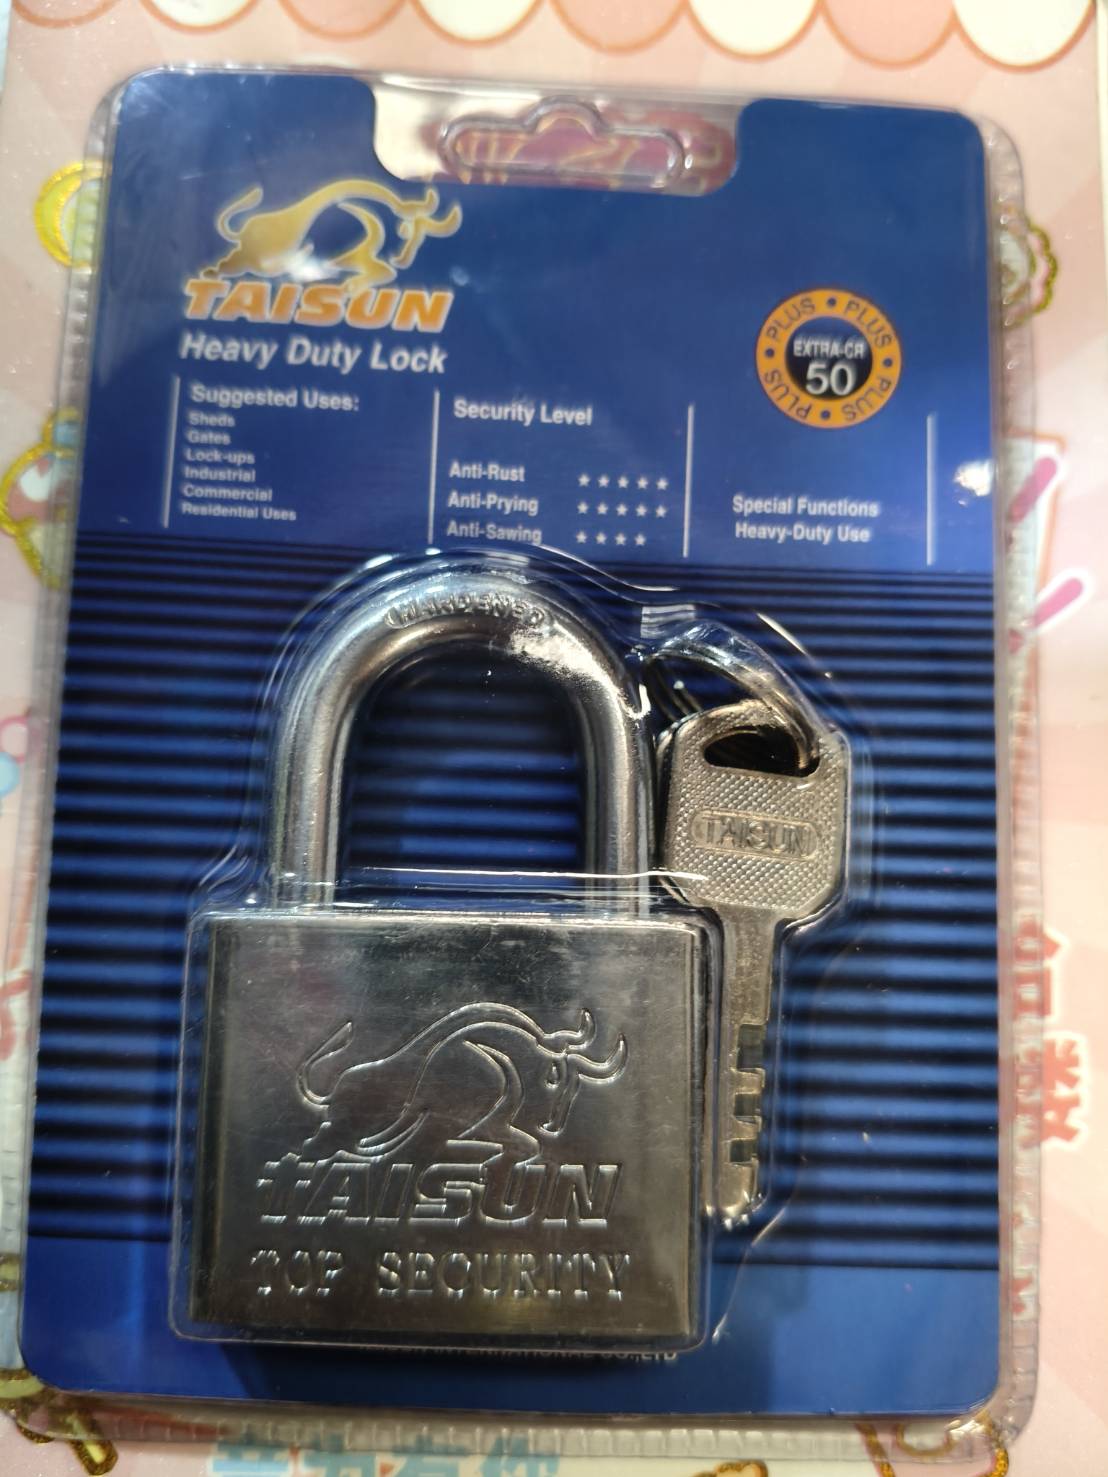 TAISUN
Heavy Duty Lock
Suggested Uses:
Sheds
Gates
Lock-ups
Industrial
Commercial
Residential Uses
Security Level
Anti-Rust ★★★★★
Anti-Prying ★★★★★
Anti-Sawing ★★★★
PLUS • PLUS • PLUS • PLUS •
EXTRA-CR
50
Special Functions
Heavy-Duty Use
HARDENED
TAISUN
TAISUN
TOP SECURITY
CO.,LTD